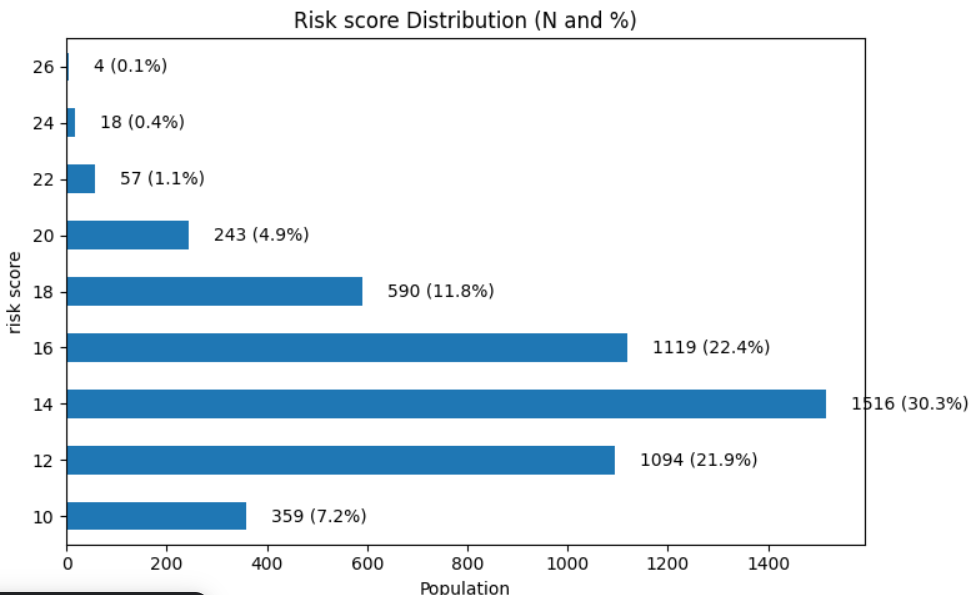 Risk score Distribution (N and %)
26 4 (0.1%)
24 18 (0.4%)
22 57 (1.1%)
20 243 (4.9%)
18 590 (11.8%)
16 1119 (22.4%)
14 1516 (30.3%)
12 1094 (21.9%)
10 359 (7.2%)
risk score
0 200 400 600 800 1000 1200 1400
Population